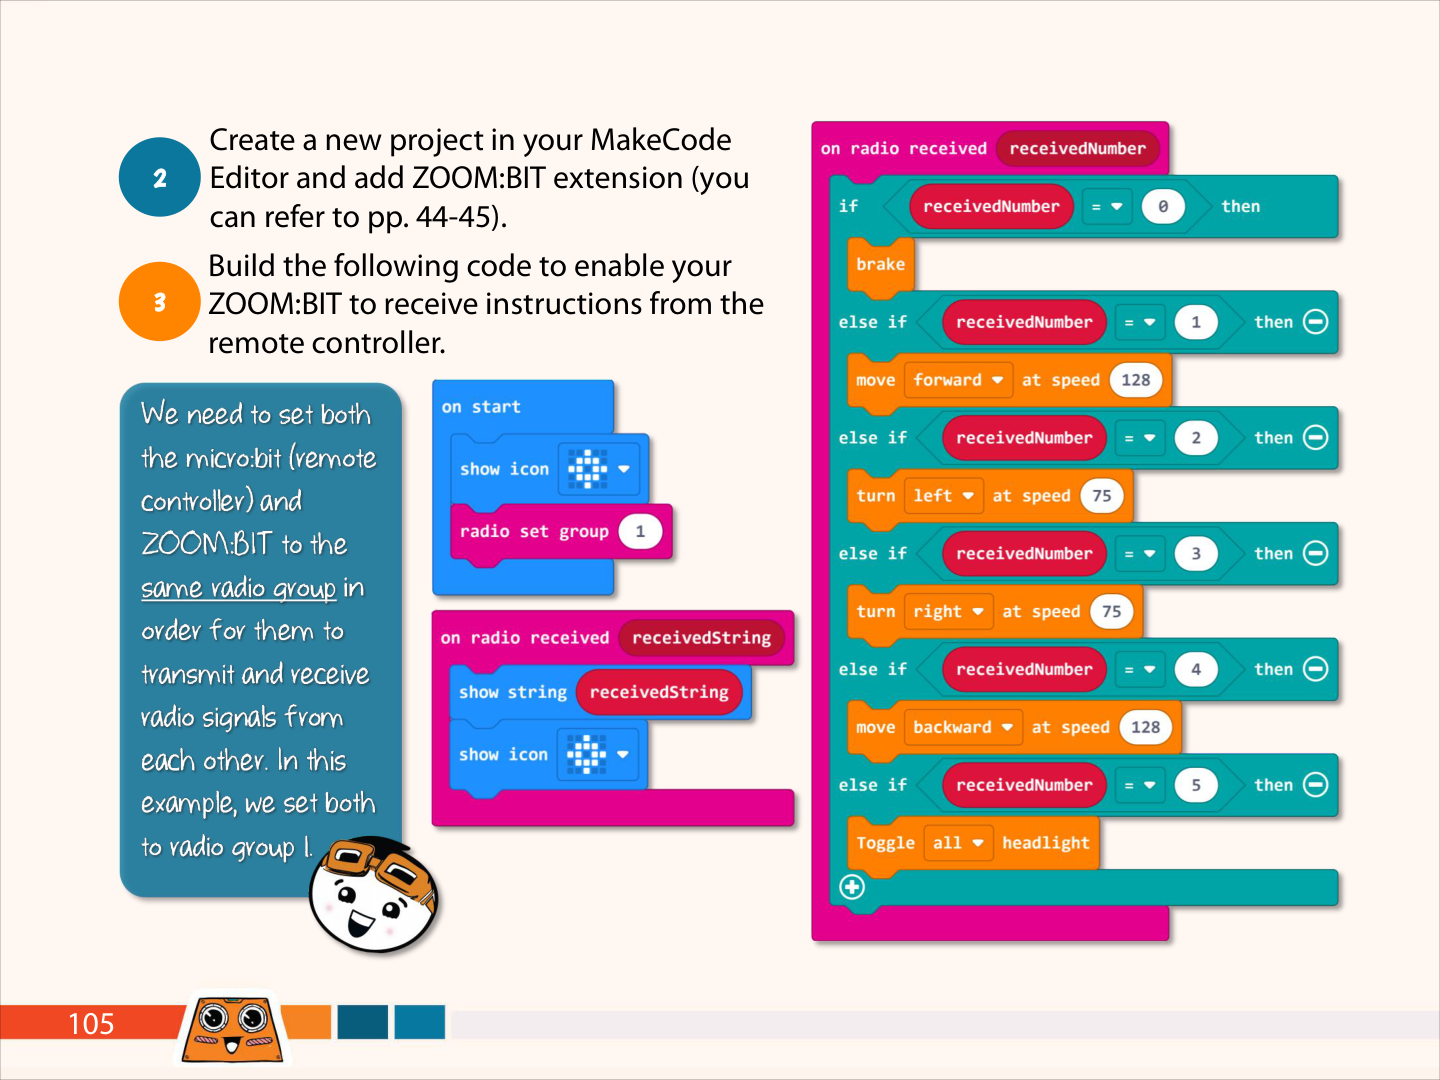 2
Create a new project in your MakeCode
Editor and add ZOOM:BIT extension (you
can refer to pp. 44-45).
3
Build the following code to enable your
ZOOM:BIT to receive instructions from the
remote controller.
We need to set both
the micro:bit (remote
controller) and
ZOOM:BIT to the
same radio group in
order for them to
transmit and receive
radio signals from
each other. In this
example, we set both
to radio group 1.
on start
show icon
radio set group 1
on radio received receivedString
show string receivedString
show icon
on radio received receivedNumber
if receivedNumber = 0 then
brake
else if receivedNumber = 1 then
move forward at speed 128
else if receivedNumber = 2 then
turn left at speed 75
else if receivedNumber = 3 then
turn right at speed 75
else if receivedNumber = 4 then
move backward at speed 128
else if receivedNumber = 5 then
Toggle all headlight
105